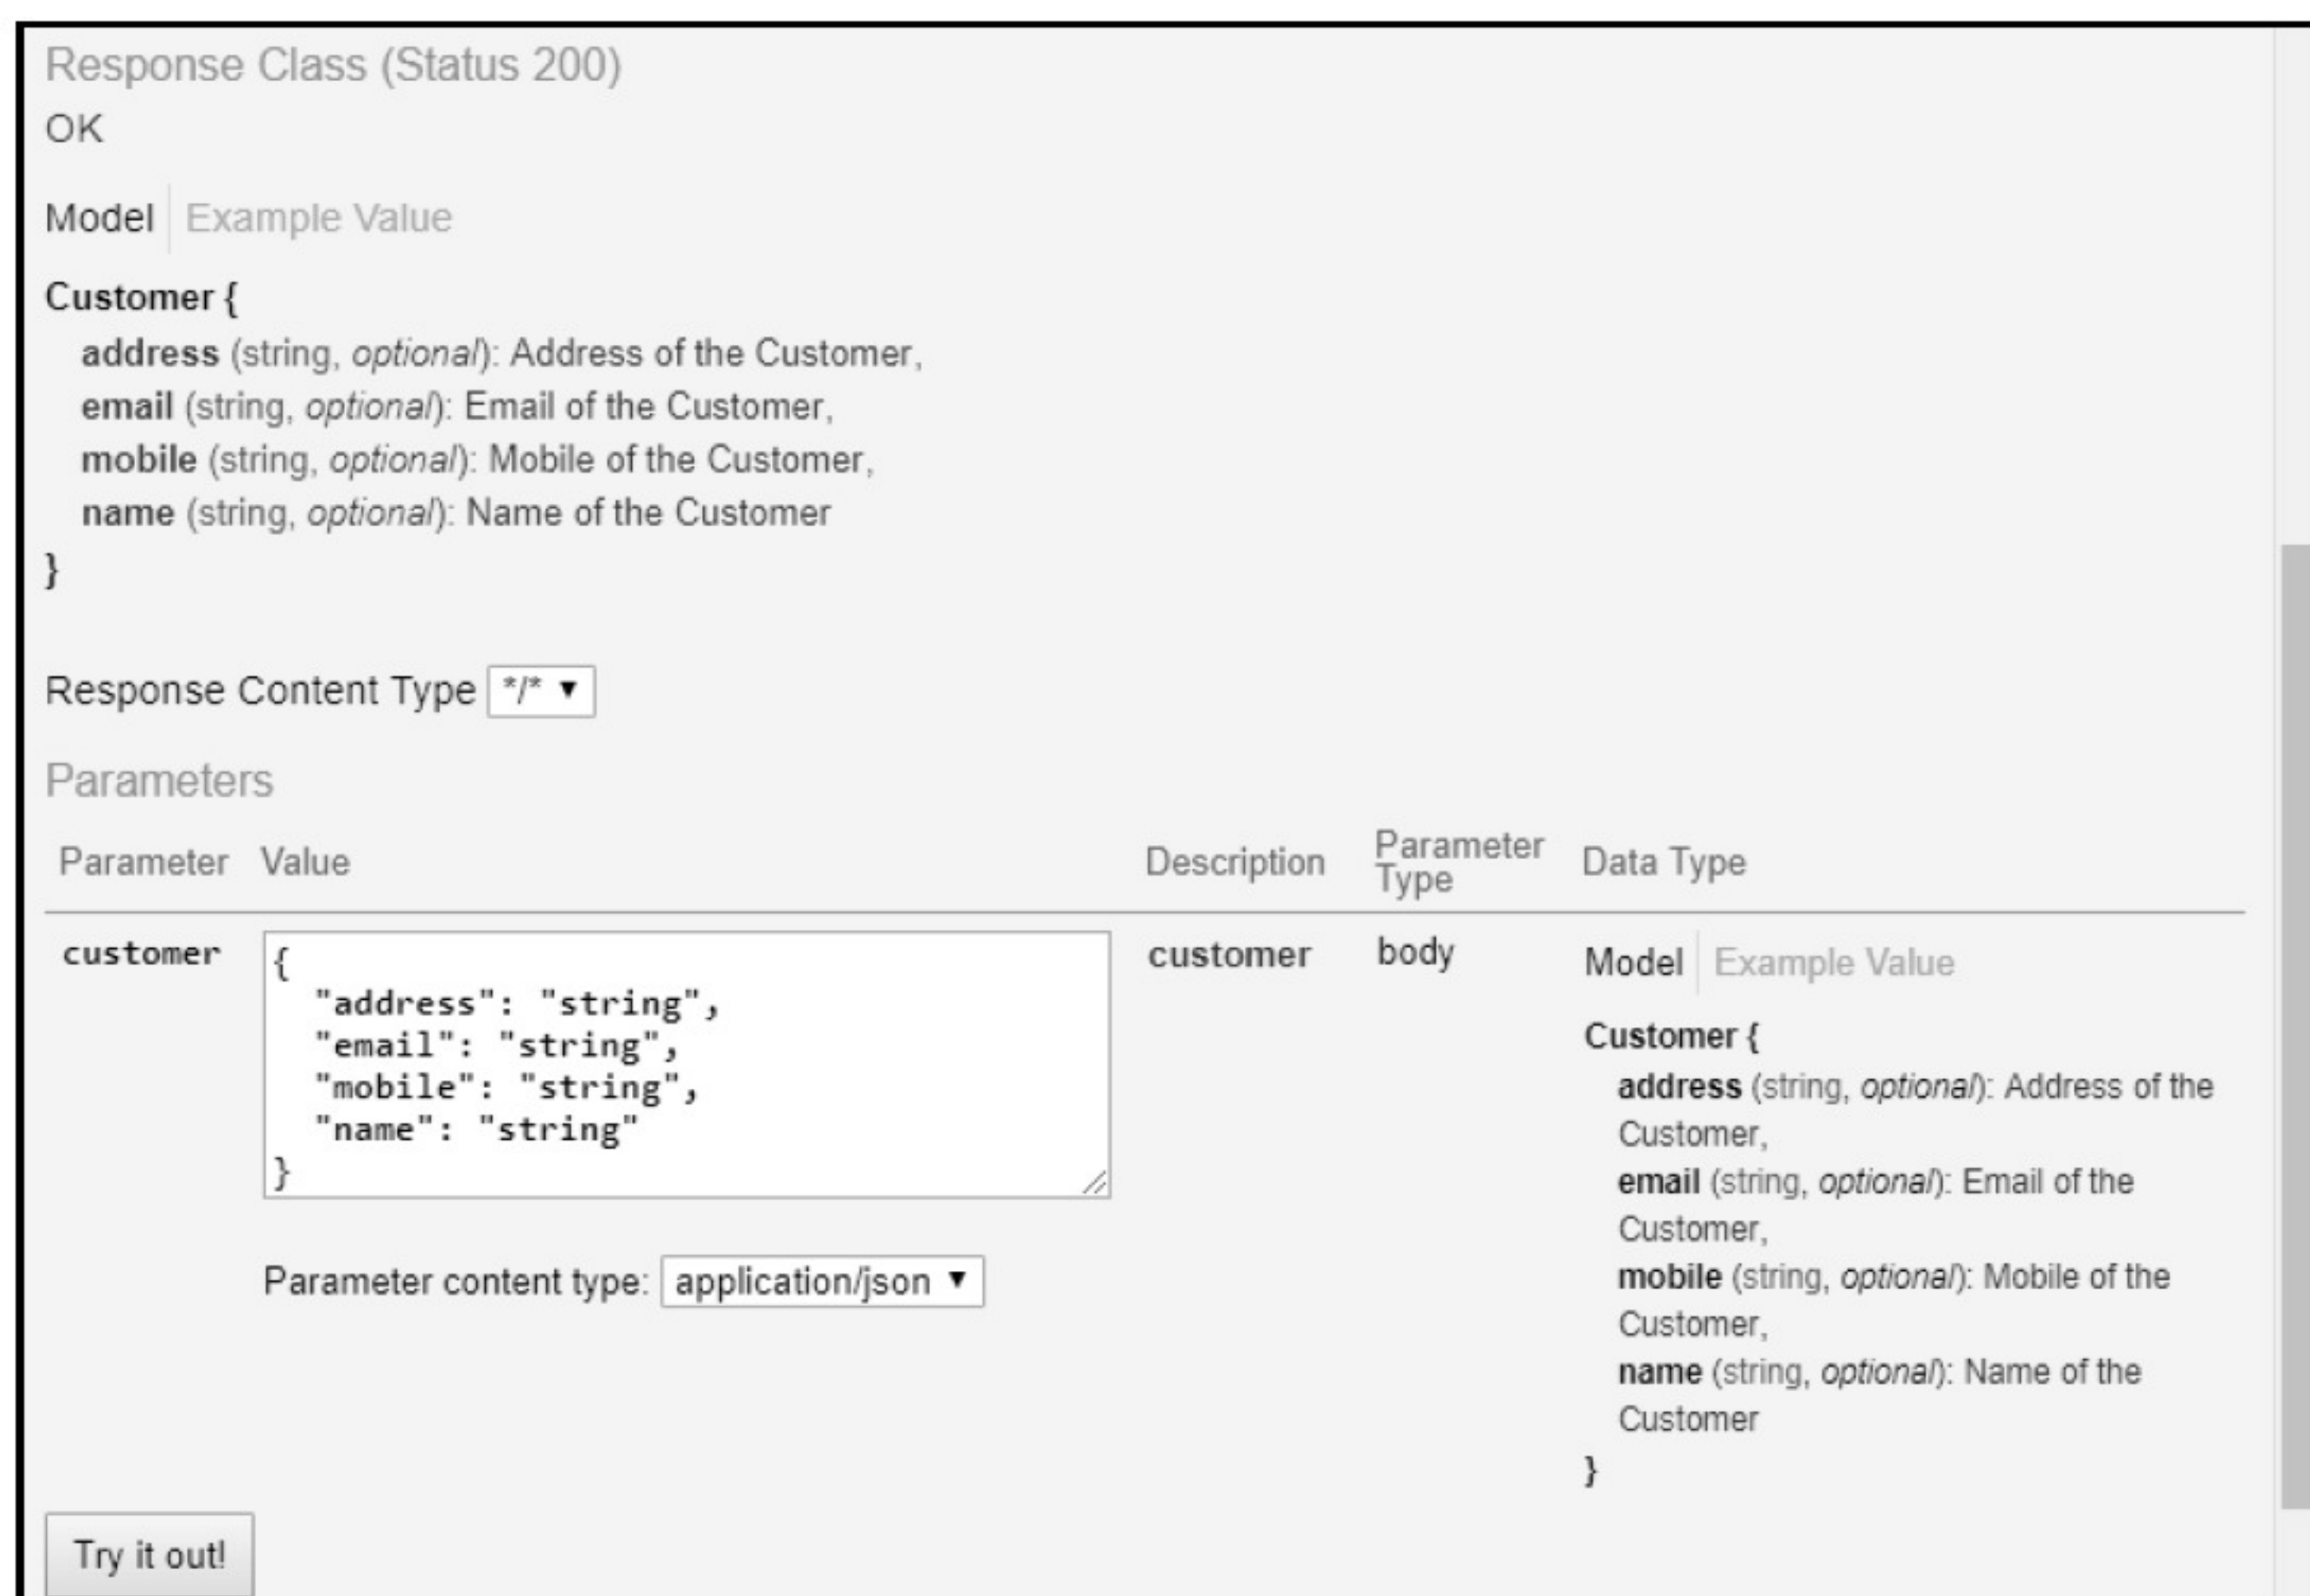 Response Class (Status 200)
OK
Model Example Value
Customer {
address (string, optional): Address of the Customer,
email (string, optional): Email of the Customer,
mobile (string, optional): Mobile of the Customer,
name (string, optional): Name of the Customer
}
Response Content Type */* ▼
Parameters
Parameter Value Description Parameter Type Data Type
customer
{
"address": "string",
"email": "string",
"mobile": "string",
"name": "string"
}
Parameter content type: application/json ▼
customer
body
Model Example Value
Customer {
address (string, optional): Address of the
Customer,
email (string, optional): Email of the
Customer,
mobile (string, optional): Mobile of the
Customer,
name (string, optional): Name of the
Customer
}
Try it out!